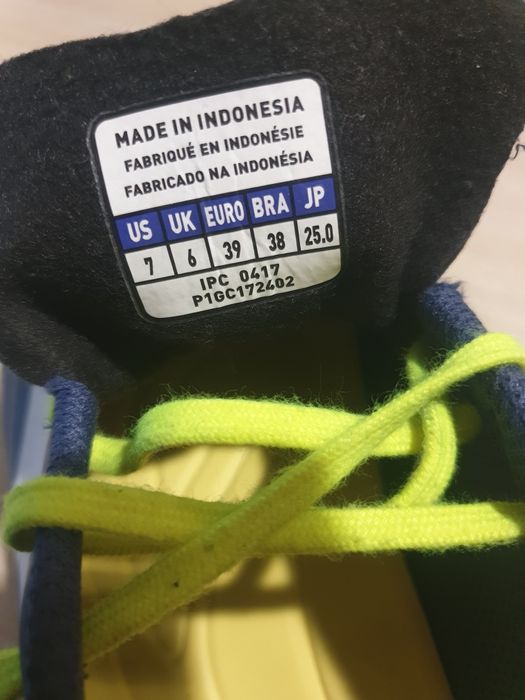 MADE IN INDONESIA
FABRIQUÉ EN INDONÉSIE
FABRICADO NA INDONÉSIA
US UK EURO BRA JP
7 6 39 38 25.0
IPC 0417
P1GC172402